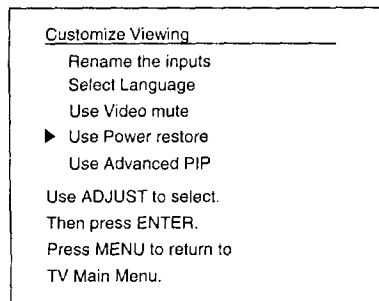 Customize Viewing
Rename the inputs
Select Language
Use Video mute
▶ Use Power restore
Use Advanced PIP
Use ADJUST to select.
Then press ENTER.
Press MENU to return to
TV Main Menu.